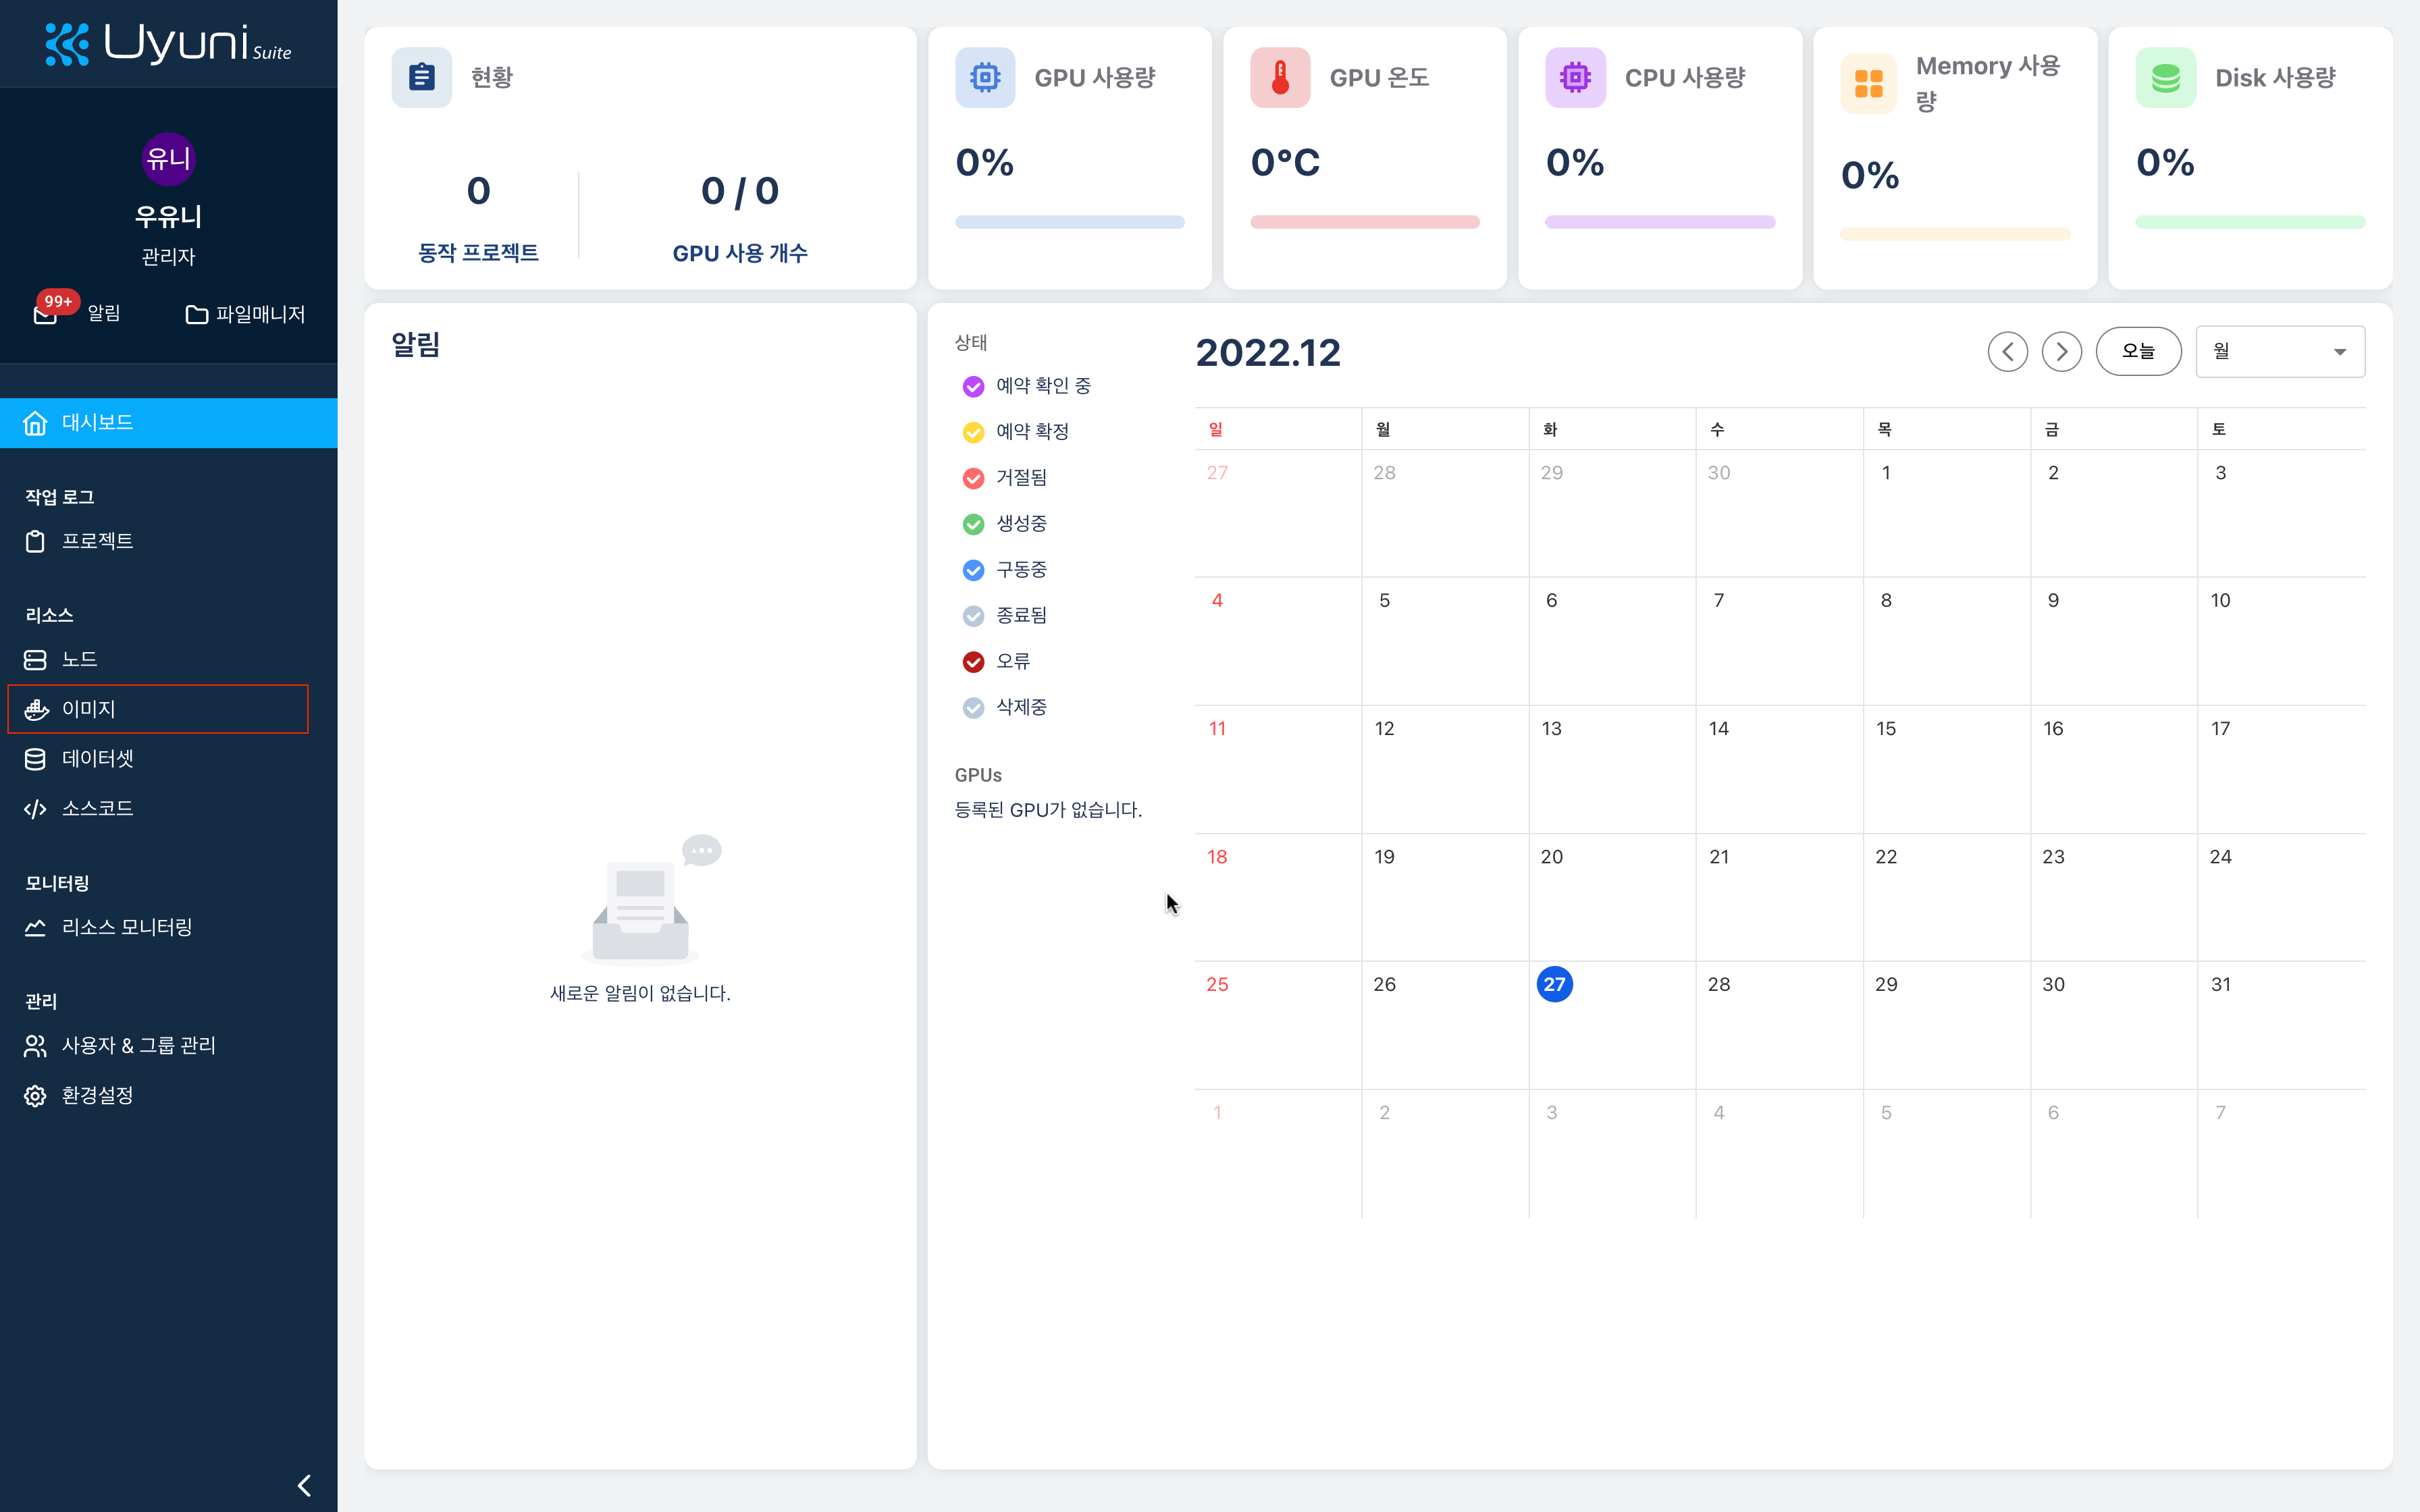 Uyuni Suite
유니
우유니
관리자
99+
알림
파일매니저
대시보드
작업 로그
프로젝트
리소스
노드
이미지
데이터셋
소스코드
모니터링
리소스 모니터링
관리
사용자 & 그룹 관리
환경설정
현황
0
동작 프로젝트
0 / 0
GPU 사용 개수
GPU 사용량
0%
GPU 온도
0°C
CPU 사용량
0%
Memory 사용
량
0%
Disk 사용량
0%
알림
새로운 알림이 없습니다.
상태
예약 확인 중
예약 확정
거절됨
생성중
구동중
종료됨
오류
삭제중
GPUs
등록된 GPU가 없습니다.
2022.12
오늘
월
일 월 화 수 목 금 토
27 28 29 30 1 2 3
4 5 6 7 8 9 10
11 12 13 14 15 16 17
18 19 20 21 22 23 24
25 26 27 28 29 30 31
1 2 3 4 5 6 7